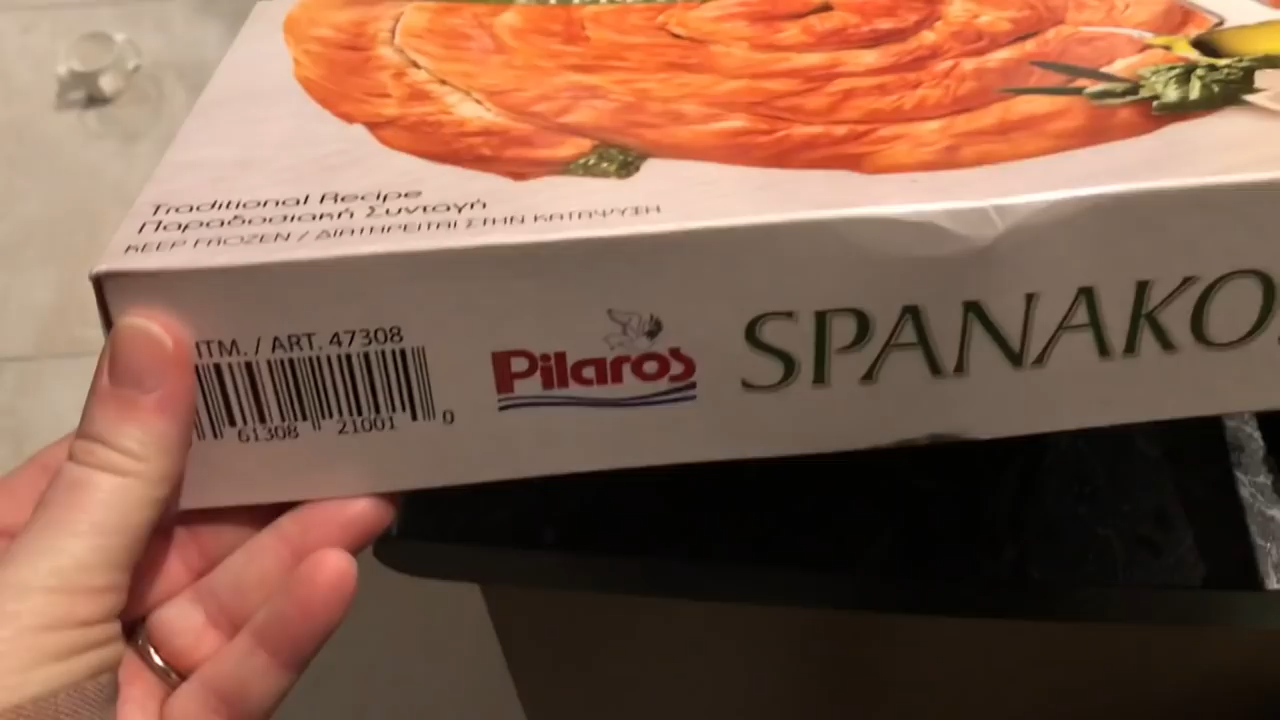 Traditional Recipe
Παραδοσιακή Συνταγή
KEEP FROZEN / ΔΙΑΤΗΡΕΙΤΑΙ ΣΤΗΝ ΚΑΤΑΨΥΞΗ
ITM. / ART. 47308
61308 21001 0
Pilaros
SPANAKO